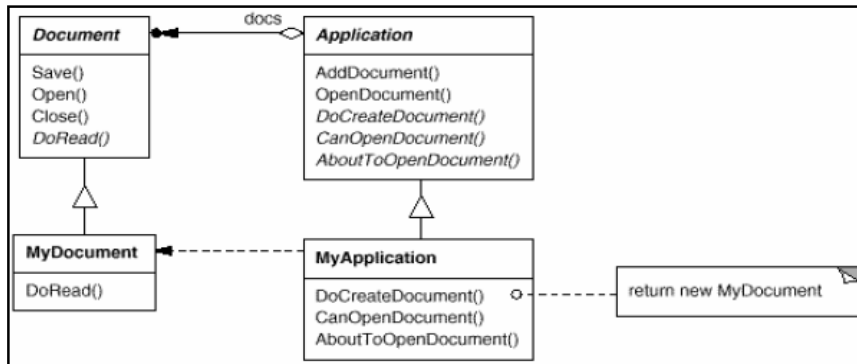 docs
Document
Save()
Open()
Close()
DoRead()
Application
AddDocument()
OpenDocument()
DoCreateDocument()
CanOpenDocument()
AboutToOpenDocument()
MyDocument
DoRead()
MyApplication
DoCreateDocument()
CanOpenDocument()
AboutToOpenDocument()
return new MyDocument